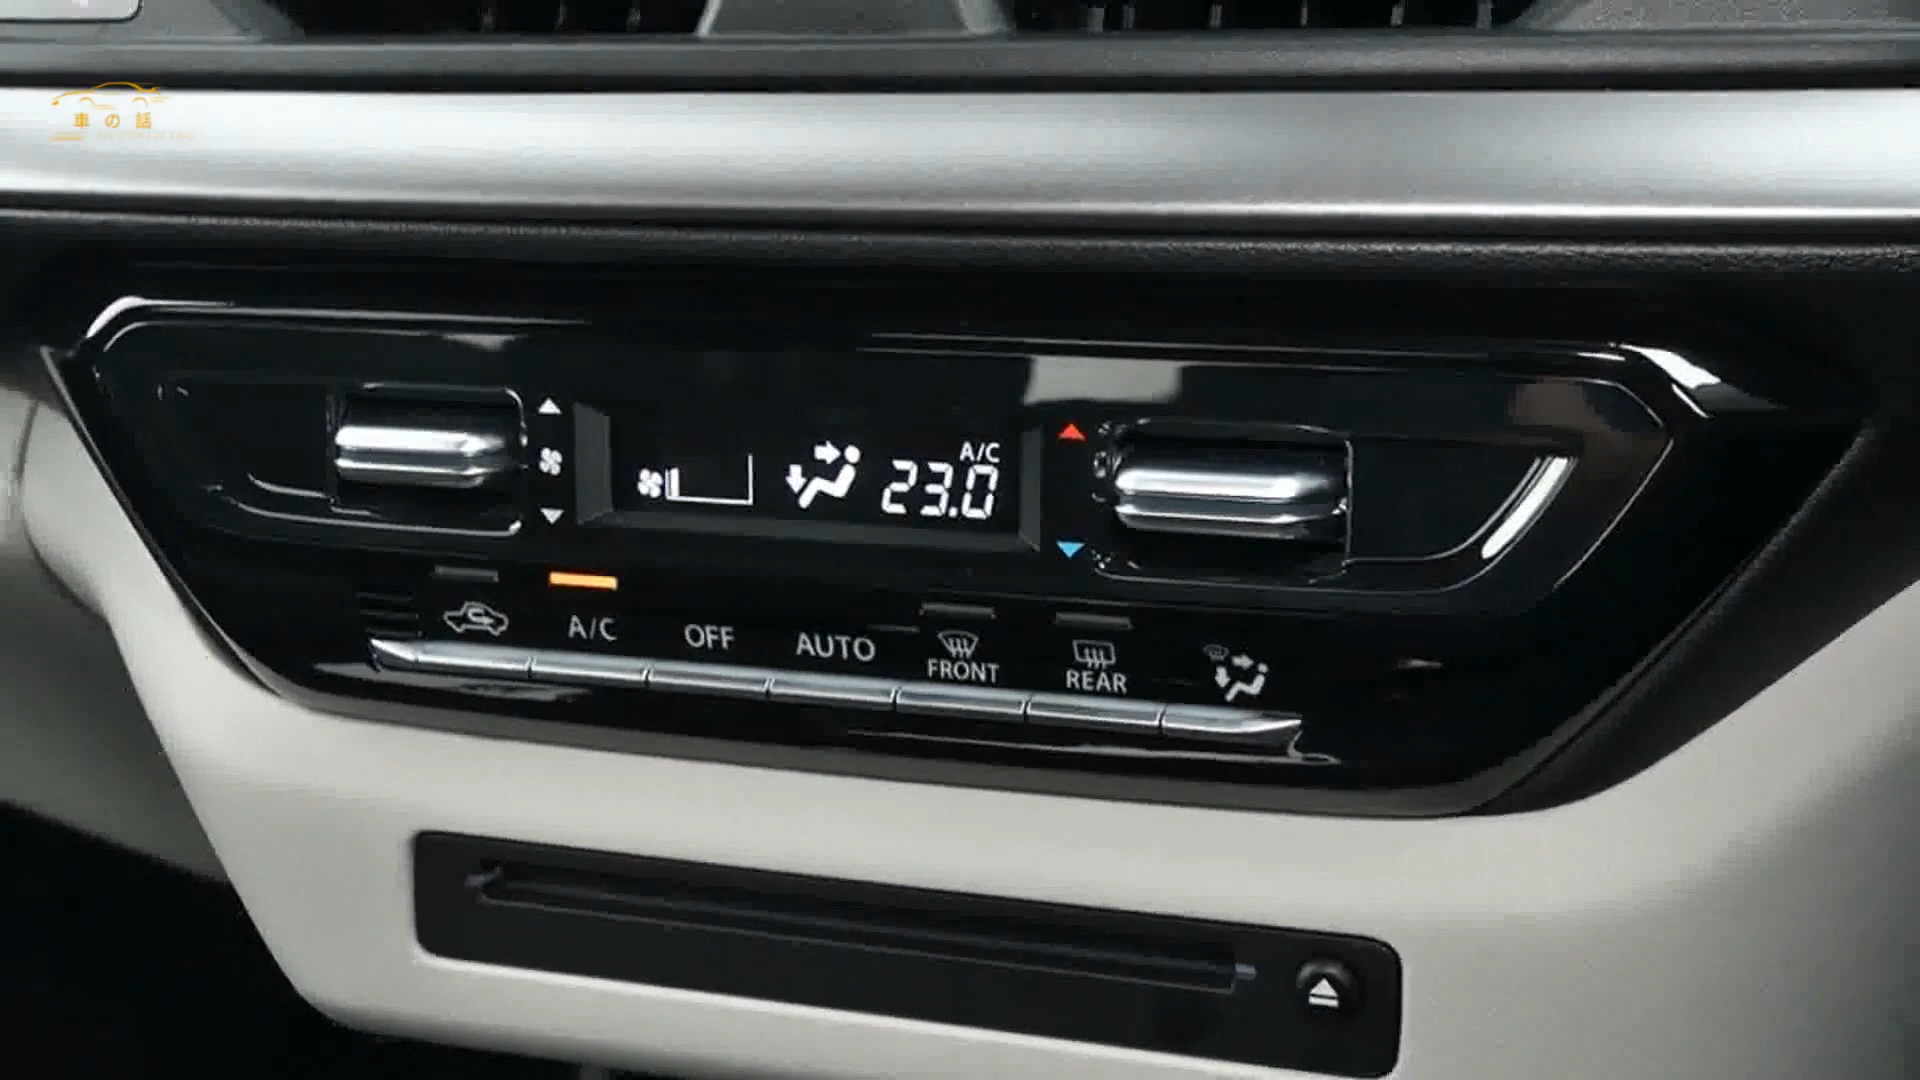 車の話
A/C
23.0
A/C
OFF
AUTO
FRONT
REAR